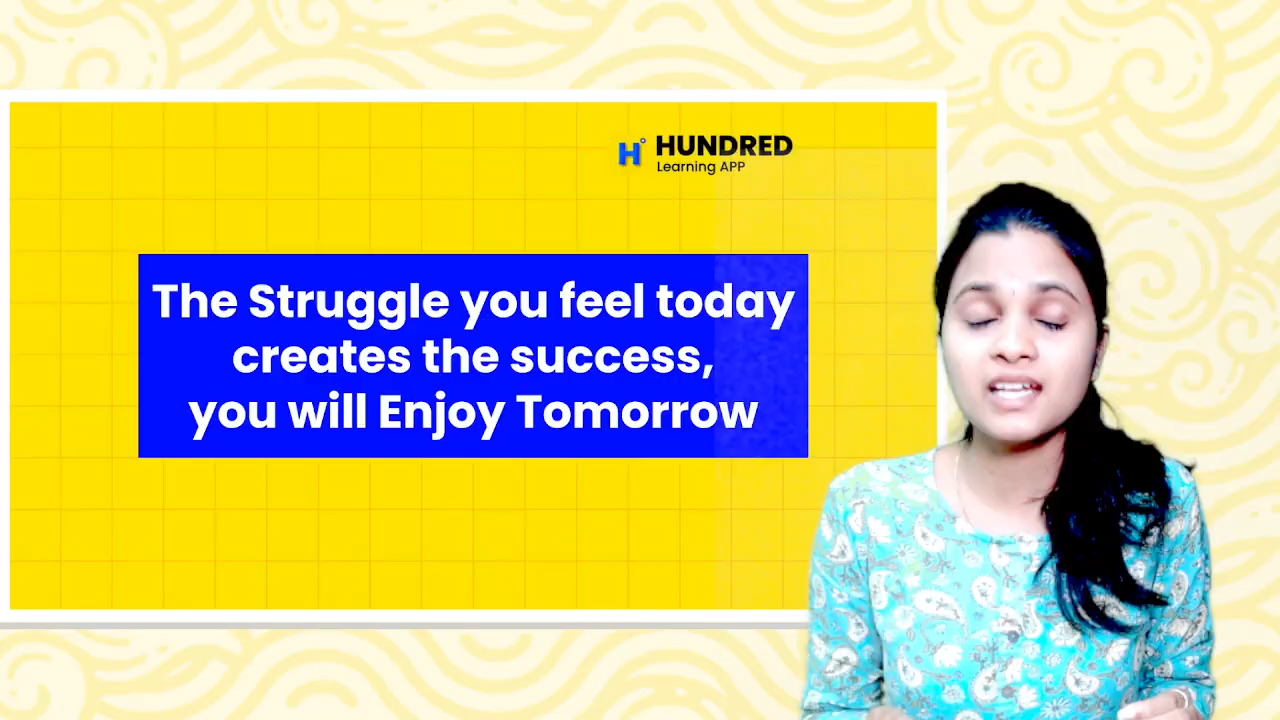 H° HUNDRED
Learning APP
The Struggle you feel today
creates the success,
you will Enjoy Tomorrow